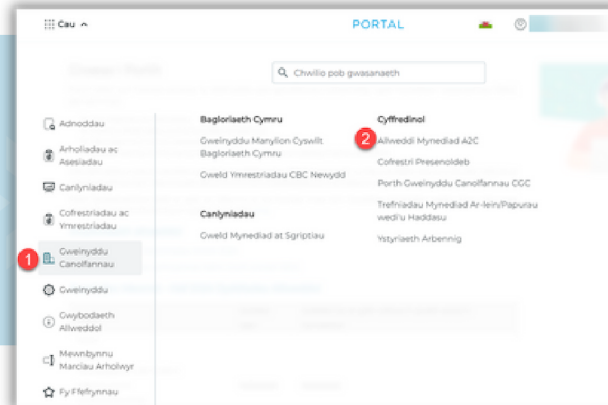 Cau
PORTAL
Chwilio pob gwasanaeth
Adnoddau
Arholiadau ac
Asesiadau
Canlyniadau
Cofrestriadau ac
Ymrestriadau
1
Gweinyddu
Canolfannau
Gweinyddu
Gwybodaeth
Allweddol
Mewnbynnu
Marciau Arholwyr
Fy Ffefrynnau
Bagloriaeth Cymru
Gweinyddu Manylion Cyswllt
Bagloriaeth Cymru
Gweld Ymrestriadau CBC Newydd
Canlyniadau
Gweld Mynediad at Sgriptiau
Cyffredinol
2
Allweddi Mynediad A2C
Cofrestri Presenoldeb
Porth Gweinyddu Canolfannau CGC
Trefniadau Mynediad Ar-lein/Papurau
wedi'u Haddasu
Ystyriaeth Arbennig